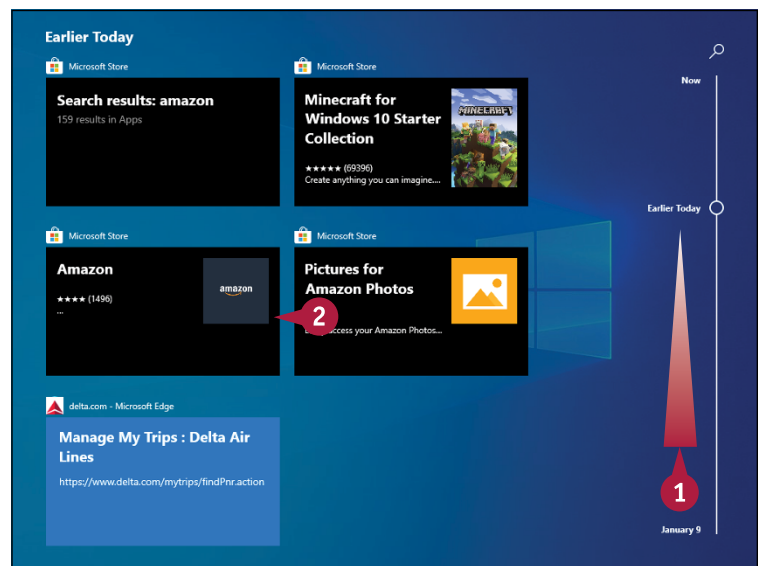 Earlier Today
Microsoft Store
Search results: amazon
159 results in Apps
Microsoft Store
Minecraft for
Windows 10 Starter
Collection
★★★★★ (69396)
Create anything you can imagine....
MINECRAFT
Now
Earlier Today
Microsoft Store
Amazon
★★★★ (1496)
...
amazon
Microsoft Store
Pictures for
Amazon Photos
access your Amazon Photos...
2
delta.com - Microsoft Edge
Manage My Trips : Delta Air
Lines
https://www.delta.com/mytrips/findPnr.action
1
January 9